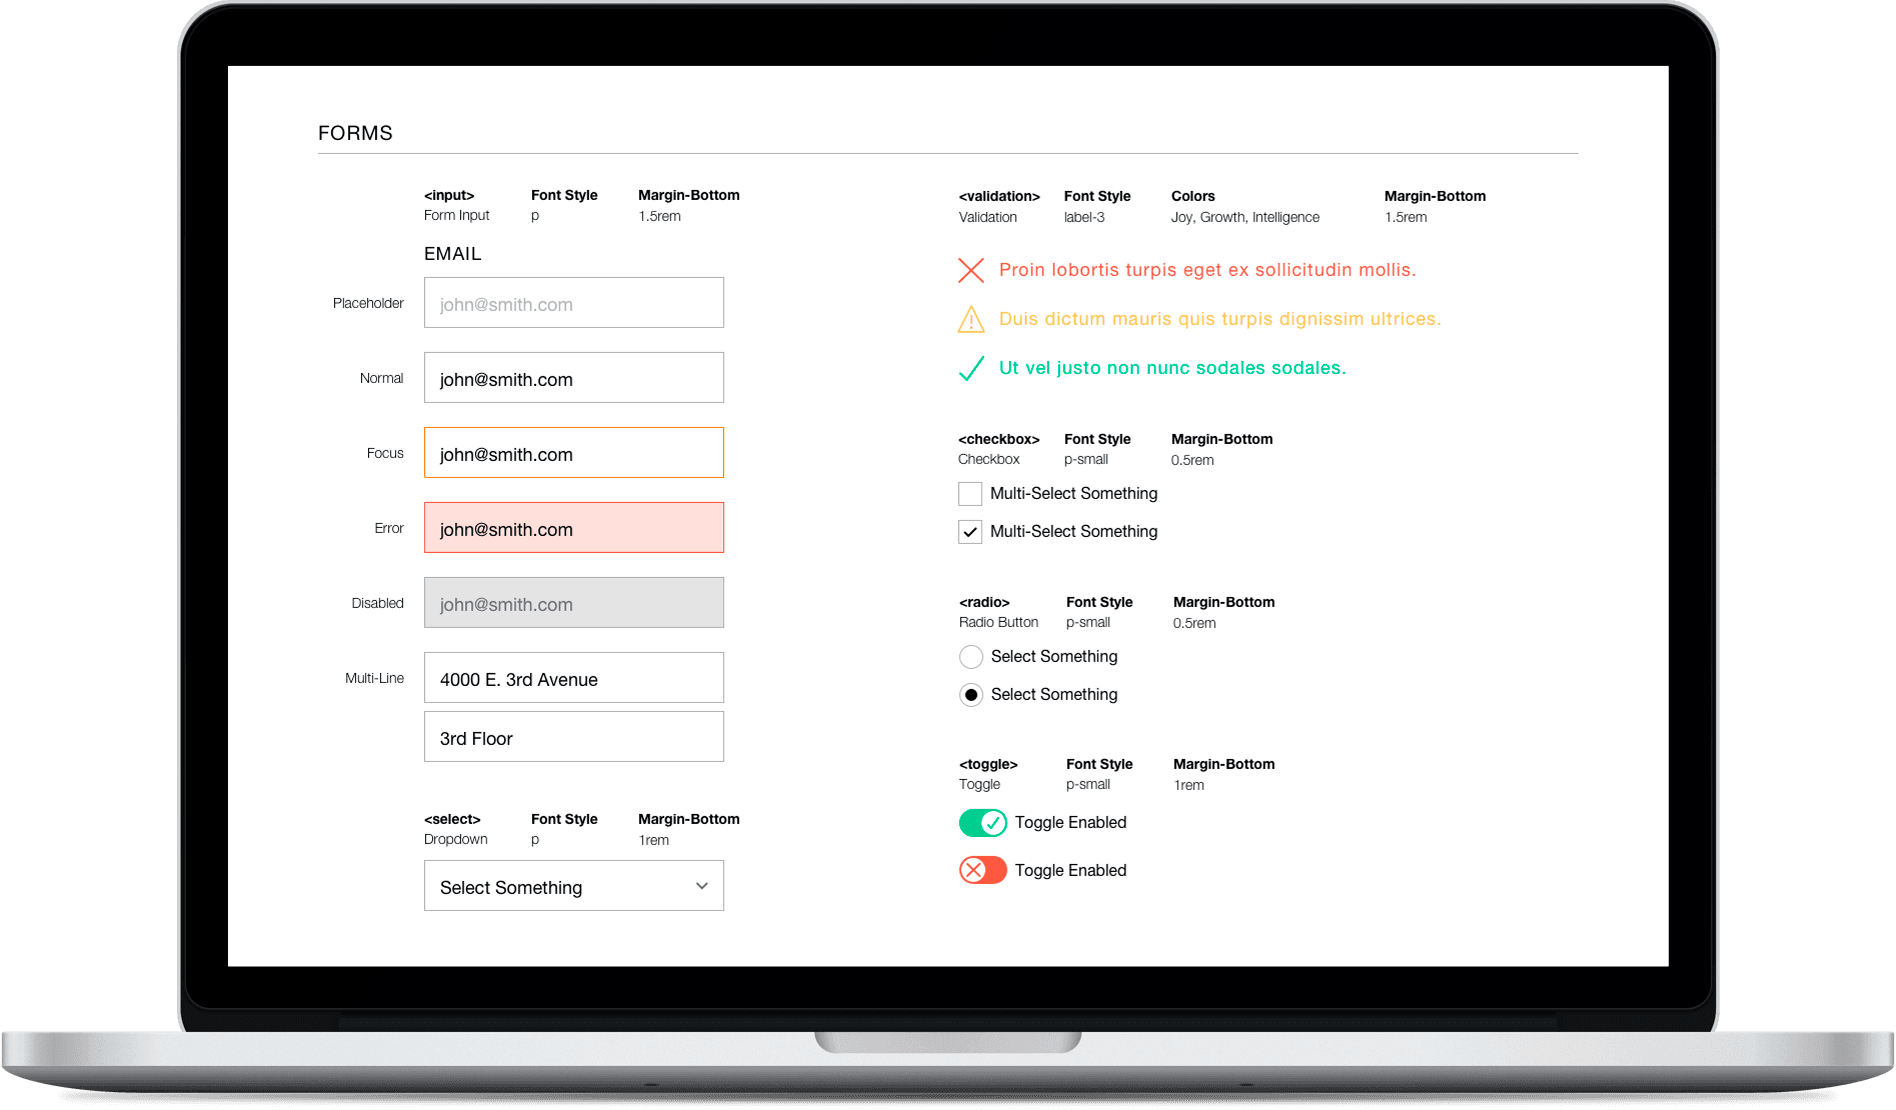 FORMS
<input> Font Style Margin-Bottom
Form Input p 1.5rem
EMAIL
Placeholder john@smith.com
Normal john@smith.com
Focus john@smith.com
Error john@smith.com
Disabled john@smith.com
Multi-Line 4000 E. 3rd Avenue
3rd Floor
<select> Font Style Margin-Bottom
Dropdown p 1rem
Select Something
<validation> Font Style Colors Margin-Bottom
Validation label-3 Joy, Growth, Intelligence 1.5rem
Proin lobortis turpis eget ex sollicitudin mollis.
Duis dictum mauris quis turpis dignissim ultrices.
Ut vel justo non nunc sodales sodales.
<checkbox> Font Style Margin-Bottom
Checkbox p-small 0.5rem
Multi-Select Something
Multi-Select Something
<radio> Font Style Margin-Bottom
Radio Button p-small 0.5rem
Select Something
Select Something
<toggle> Font Style Margin-Bottom
Toggle p-small 1rem
Toggle Enabled
Toggle Enabled